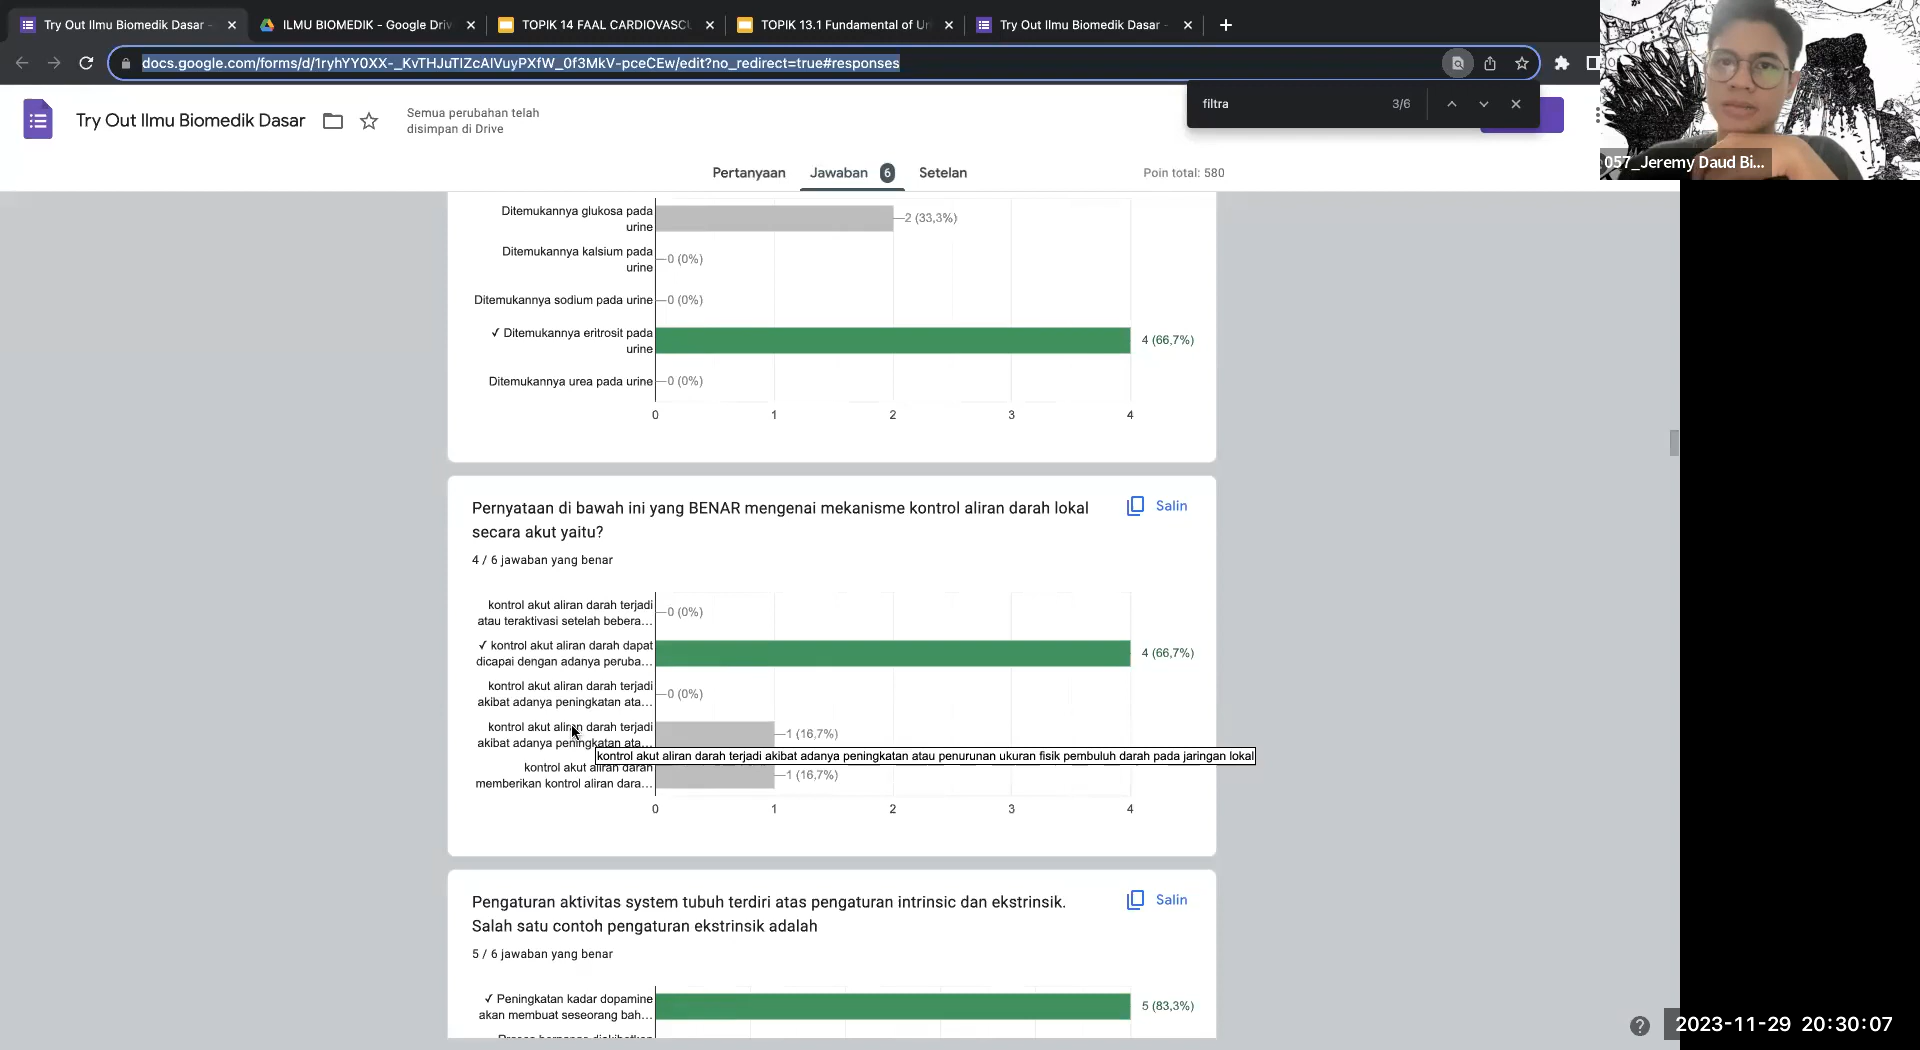 Try Out Ilmu Biomedik Dasar -
ILMU BIOMEDIK - Google Driv
TOPIK 14 FAAL CARDIOVASCU
TOPIK 13.1 Fundamental of Ur
Try Out Ilmu Biomedik Dasar -
docs.google.com/forms/d/1ryhYY0XX-_KvTHJuTIZcAlVuyPXfW_0f3MkV-pceCEw/edit?no_redirect=true#responses
filtra
3/6
Try Out Ilmu Biomedik Dasar
Semua perubahan telah
disimpan di Drive
057_Jeremy Daud Bi...
Pertanyaan
Jawaban
6
Setelan
Poin total: 580
Ditemukannya glukosa pada
urine
2 (33,3%)
Ditemukannya kalsium pada
urine
0 (0%)
Ditemukannya sodium pada urine
0 (0%)
✓ Ditemukannya eritrosit pada
urine
4 (66,7%)
Ditemukannya urea pada urine
0 (0%)
0 1 2 3 4
Pernyataan di bawah ini yang BENAR mengenai mekanisme kontrol aliran darah lokal
secara akut yaitu?
Salin
4 / 6 jawaban yang benar
kontrol akut aliran darah terjadi
atau teraktivasi setelah bebera…
0 (0%)
✓ kontrol akut aliran darah dapat
dicapai dengan adanya peruba…
4 (66,7%)
kontrol akut aliran darah terjadi
akibat adanya peningkatan ata…
0 (0%)
kontrol akut aliran darah terjadi
akibat adanya peningkatan ata…
1 (16,7%)
kontrol akut aliran darah terjadi akibat adanya peningkatan atau penurunan ukuran fisik pembuluh darah pada jaringan lokal
kontrol akut aliran darah
memberikan kontrol aliran dara…
1 (16,7%)
0 1 2 3 4
Pengaturan aktivitas system tubuh terdiri atas pengaturan intrinsic dan ekstrinsik.
Salah satu contoh pengaturan ekstrinsik adalah
Salin
5 / 6 jawaban yang benar
✓ Peningkatan kadar dopamine
akan membuat seseorang bah…
5 (83,3%)
2023-11-29 20:30:07